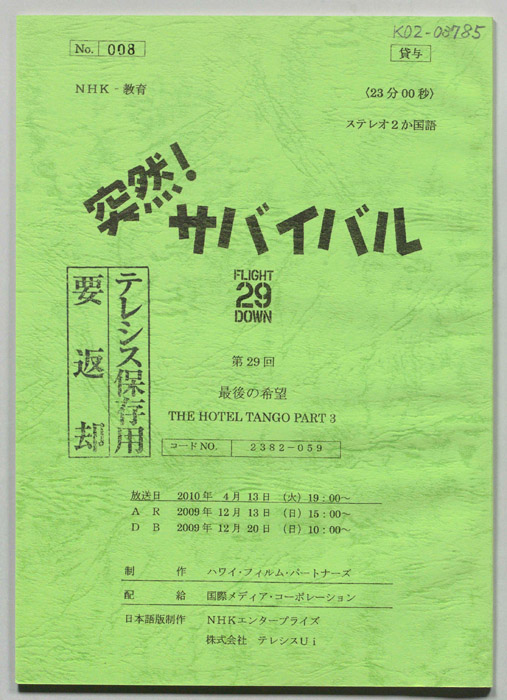 K02-03785
No. 008
貸与
NHK - 教育
〈23分00秒〉
ステレオ2か国語
突然!
サバイバル
FLIGHT
29
DOWN
テレシス保存用
要返却
第29回
最後の希望
THE HOTEL TANGO PART 3
コードNO. 2382-059
放送日 2010年 4月 13日 (火) 19:00~
A R 2009年 12月 13日 (日) 15:00~
D B 2009年 12月 20日 (日) 10:00~
制作 ハワイ・フィルム・パートナーズ
配給 国際メディア・コーポレーション
日本語版制作 NHKエンタープライズ
株式会社 テレシスUi